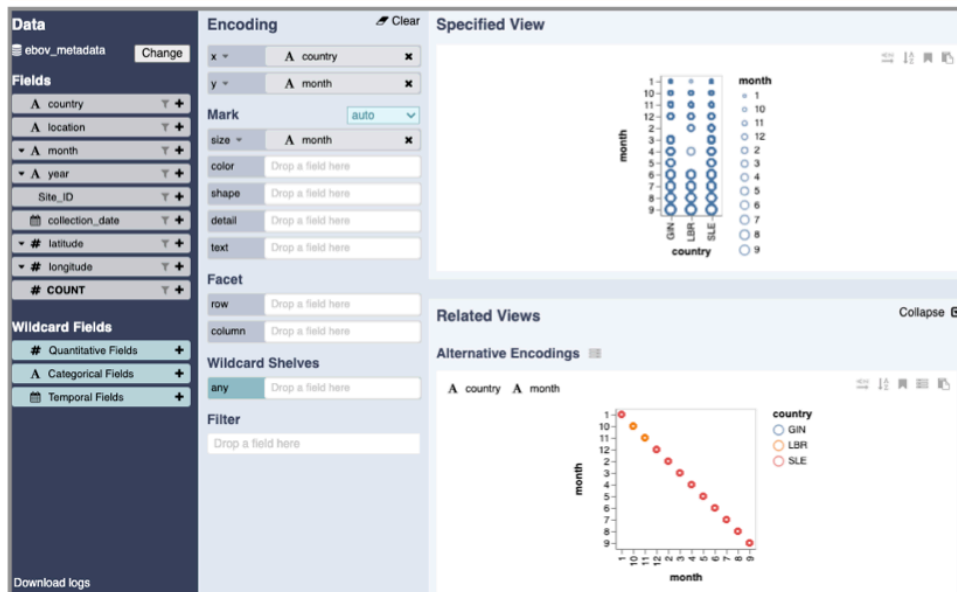 Data
ebov_metadata
Change
Fields
A country
A location
A month
A year
Site_ID
collection_date
# latitude
# longitude
# COUNT
Wildcard Fields
# Quantitative Fields
A Categorical Fields
Temporal Fields
Download logs
Encoding
Clear
x A country
y A month
Mark
auto
size A month
color Drop a field here
shape Drop a field here
detail Drop a field here
text Drop a field here
Facet
row Drop a field here
column Drop a field here
Wildcard Shelves
any Drop a field here
Filter
Drop a field here
Specified View
month
1
10
11
12
2
3
4
5
6
7
8
9
GIN LBR SLE
country
month
1
10
11
12
2
3
4
5
6
7
8
9
Related Views
Collapse
Alternative Encodings
A country A month
month
1
10
11
12
2
3
4
5
6
7
8
9
1 10 11 12 2 3 4 5 6 7 8 9
month
country
GIN
LBR
SLE